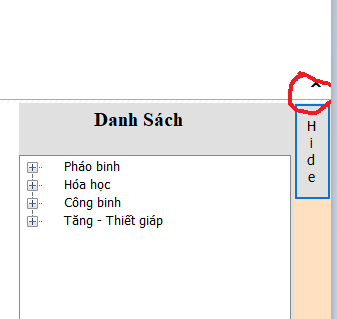 Danh Sách
H
i
d
e
Pháo binh
Hóa học
Công binh
Tăng - Thiết giáp